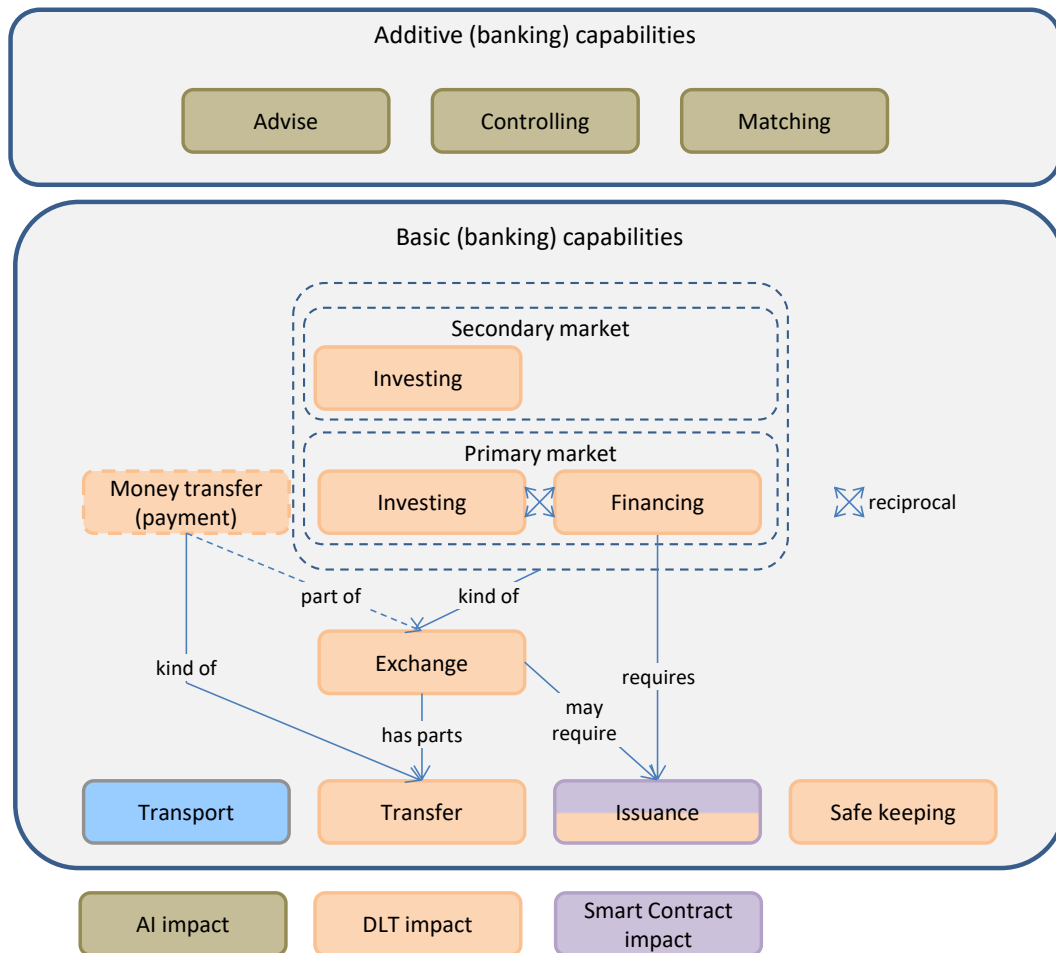 Additive (banking) capabilities
Advise
Controlling
Matching
Basic (banking) capabilities
Secondary market
Investing
Primary market
Money transfer
(payment)
Investing
Financing
reciprocal
part of
kind of
Exchange
kind of
requires
may
require
has parts
Transport
Transfer
Issuance
Safe keeping
AI impact
DLT impact
Smart Contract
impact